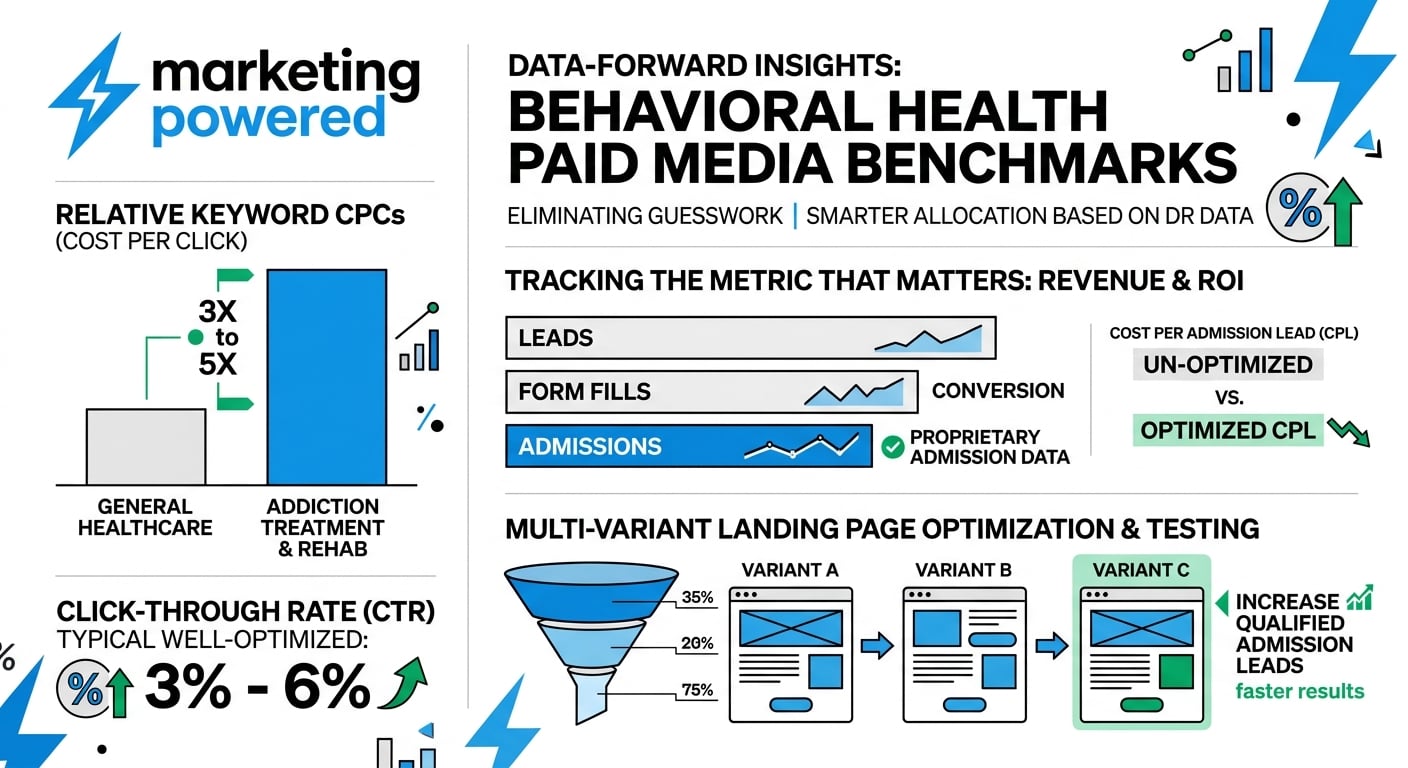 marketing
powered
RELATIVE KEYWORD CPCs
(COST PER CLICK)
3X
to
5X
GENERAL
HEALTHCARE
ADDICTION
TREATMENT
& REHAB
CLICK-THROUGH RATE (CTR)
TYPICAL WELL-OPTIMIZED:
%
% 3% - 6%
DATA-FORWARD INSIGHTS:
BEHAVIORAL HEALTH
PAID MEDIA BENCHMARKS
ELIMINATING GUESSWORK | SMARTER ALLOCATION BASED ON DR DATA
%
TRACKING THE METRIC THAT MATTERS: REVENUE & ROI
LEADS
FORM FILLS
CONVERSION
ADMISSIONS
PROPRIETARY
ADMISSION DATA
COST PER ADMISSION LEAD (CPL)
UN-OPTIMIZED
VS.
OPTIMIZED CPL
MULTI-VARIANT LANDING PAGE OPTIMIZATION & TESTING
35%
20%
75%
VARIANT A
VARIANT B
VARIANT C
INCREASE
QUALIFIED
ADMISSION
LEADS
faster results